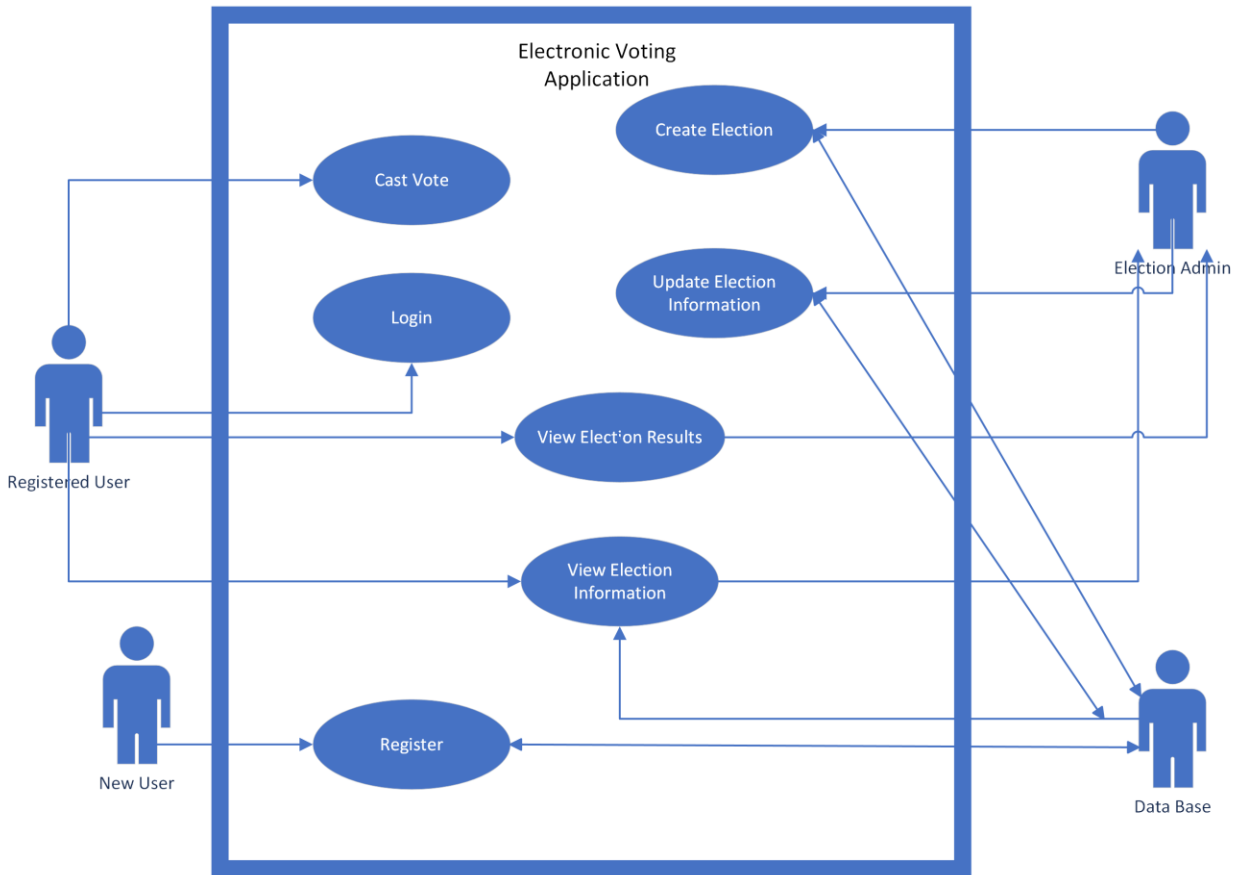 Electronic Voting
Application
Create Election
Cast Vote
Election Admin
Update Election
Information
Login
View Election Results
Registered User
View Election
Information
Register
New User
Data Base